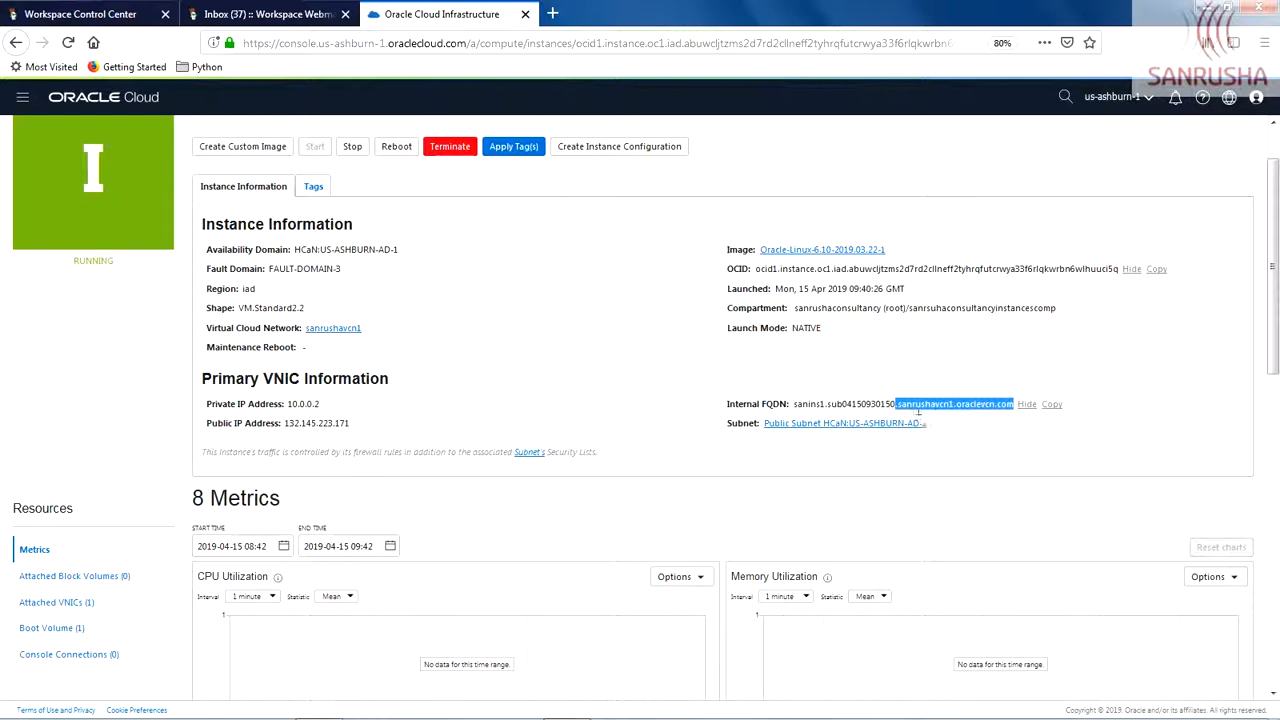 Workspace Control Center
Inbox (37) :: Workspace Webm
Oracle Cloud Infrastructure
https://console.us-ashburn-1.oraclecloud.com/a/compute/instances/ocid1.instance.oc1.iad.abuwcljtzms2d7rd2cllneff2tyhrqfutcrwya33f6rlqkwrbn6
80%
Most Visited
Getting Started
Python
SANRUSHA
ORACLE Cloud
us-ashburn-1
I
RUNNING
Create Custom Image
Start
Stop
Reboot
Terminate
Apply Tag(s)
Create Instance Configuration
Instance Information
Tags
Instance Information
Availability Domain: HCaN:US-ASHBURN-AD-1
Fault Domain: FAULT-DOMAIN-3
Region: iad
Shape: VM.Standard2.2
Virtual Cloud Network: sanrushavcn1
Maintenance Reboot: -
Image: Oracle-Linux-6.10-2019.03.22-1
OCID: ocid1.instance.oc1.iad.abuwcljtzms2d7rd2cllneff2tyhrqfutcrwya33f6rlqkwrbn6wlhuuci5q Hide Copy
Launched: Mon, 15 Apr 2019 09:40:26 GMT
Compartment: sanrushaconsultancy (root)/sanrsuhaconsultancyinstancescomp
Launch Mode: NATIVE
Primary VNIC Information
Private IP Address: 10.0.0.2
Public IP Address: 132.145.223.171
Internal FQDN: sanins1.sub04150930150.sanrushavcn1.oraclevcn.com Hide Copy
Subnet: Public Subnet HCaN:US-ASHBURN-AD-
This Instance's traffic is controlled by its firewall rules in addition to the associated Subnet's Security Lists.
Resources
Metrics
Attached Block Volumes (0)
Attached VNICs (1)
Boot Volume (1)
Console Connections (0)
8 Metrics
START TIME
END TIME
2019-04-15 08:42
2019-04-15 09:42
Reset charts
CPU Utilization
Options
Interval 1 minute Statistic Mean
1
No data for this time range.
Memory Utilization
Options
Interval 1 minute Statistic Mean
1
No data for this time range.
Terms of Use and Privacy
Cookie Preferences
Copyright © 2019, Oracle and/or its affiliates. All rights reserved.